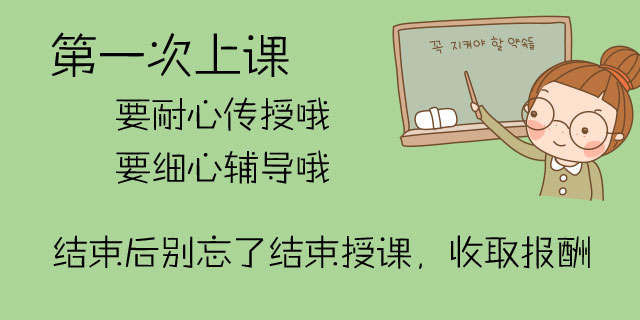 第一次上课
꼭 지켜야 할 약속들
要耐心传授哦
要细心辅导哦
结束后别忘了结束授课，收取报酬